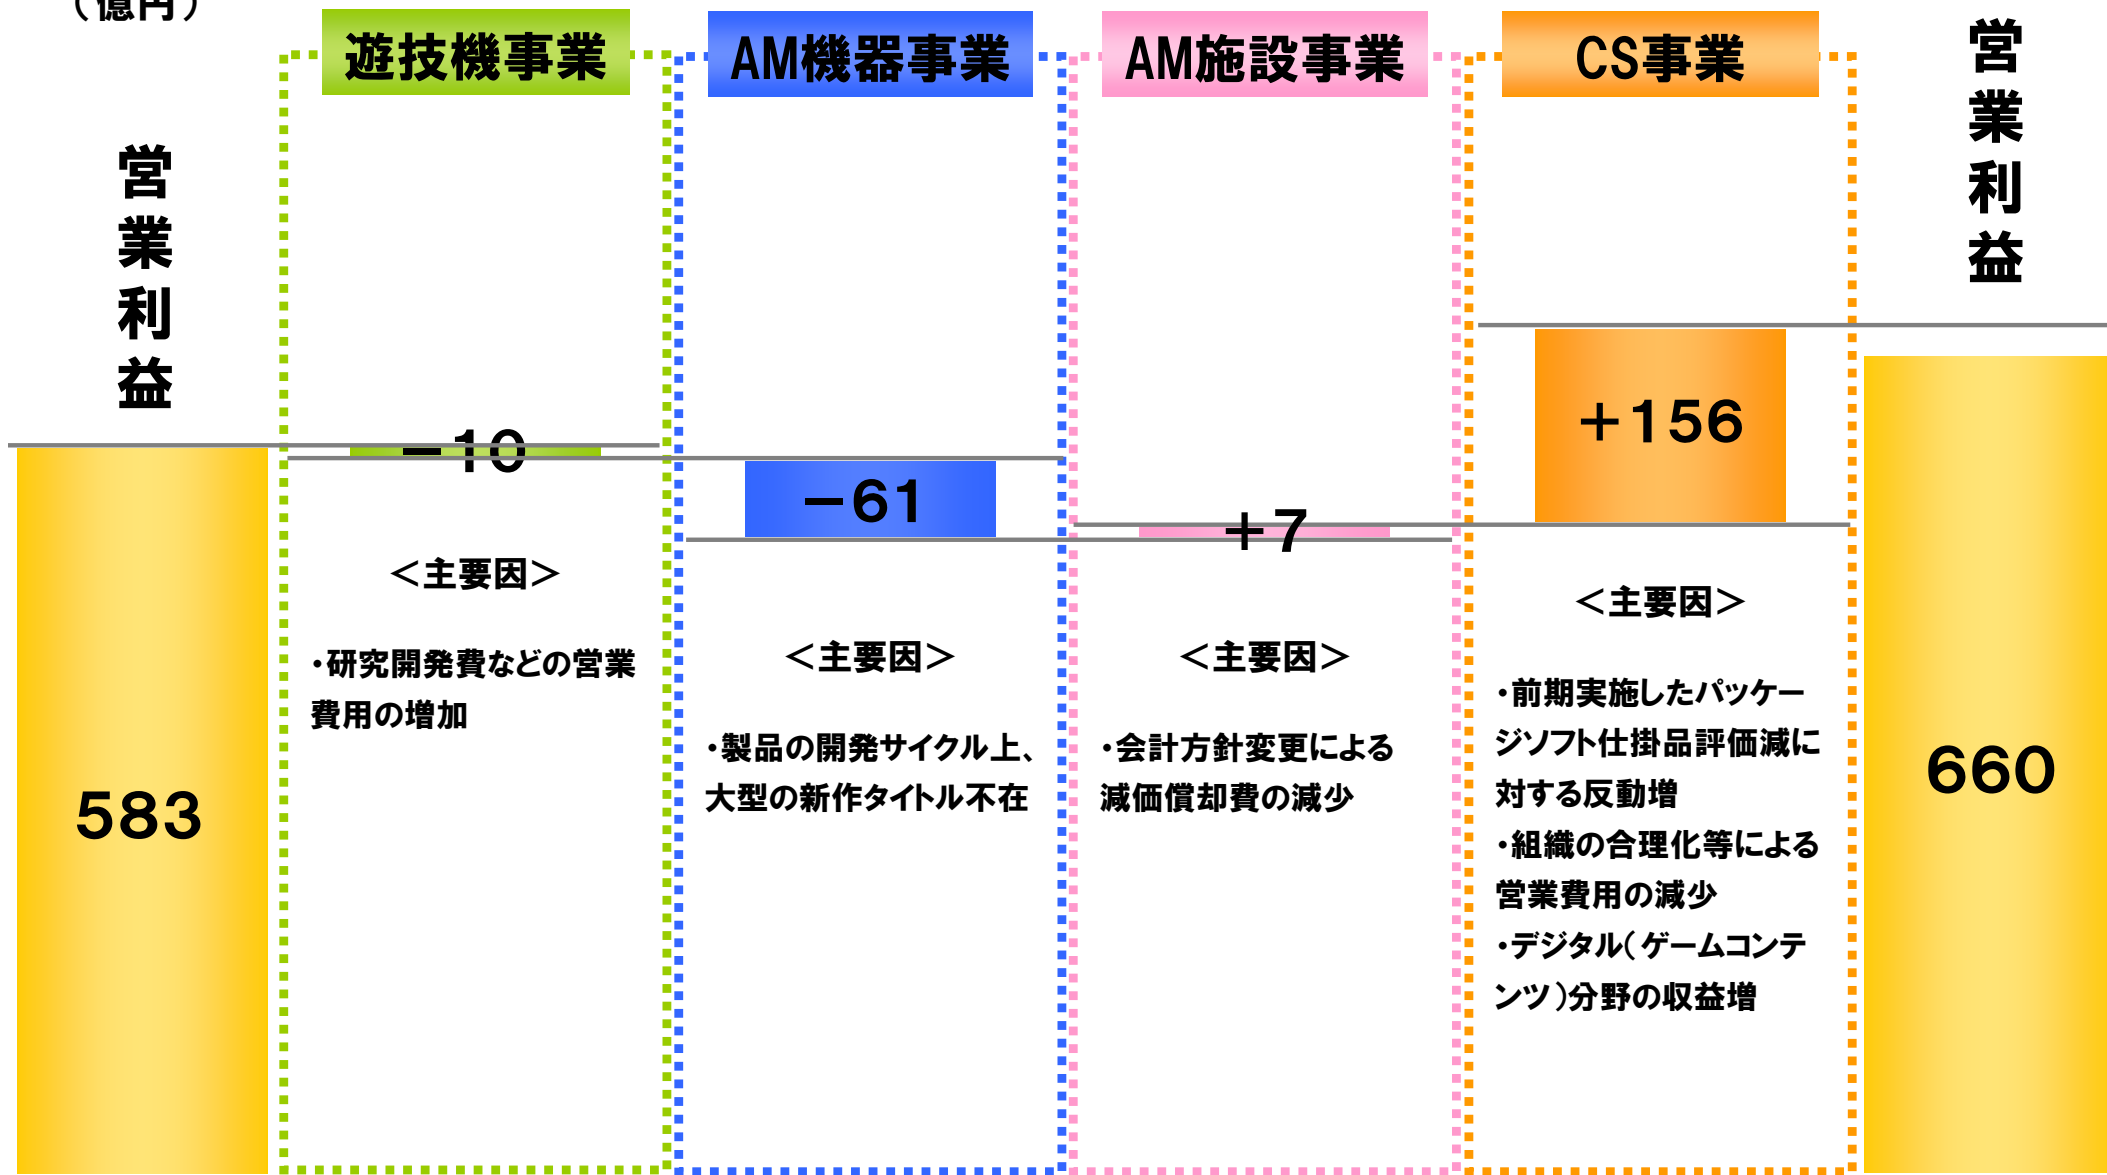 （億円）
営業利益
583
遊技機事業
－10
＜主要因＞
・研究開発費などの営業
費用の増加
AM機器事業
－61
＜主要因＞
・製品の開発サイクル上、
大型の新作タイトル不在
AM施設事業
＋7
＜主要因＞
・会計方針変更による
減価償却費の減少
CS事業
＋156
＜主要因＞
・前期実施したパッケー
ジソフト仕掛品評価減に
対する反動増
・組織の合理化等による
営業費用の減少
・デジタル（ゲームコンテ
ンツ）分野の収益増
営業利益
660